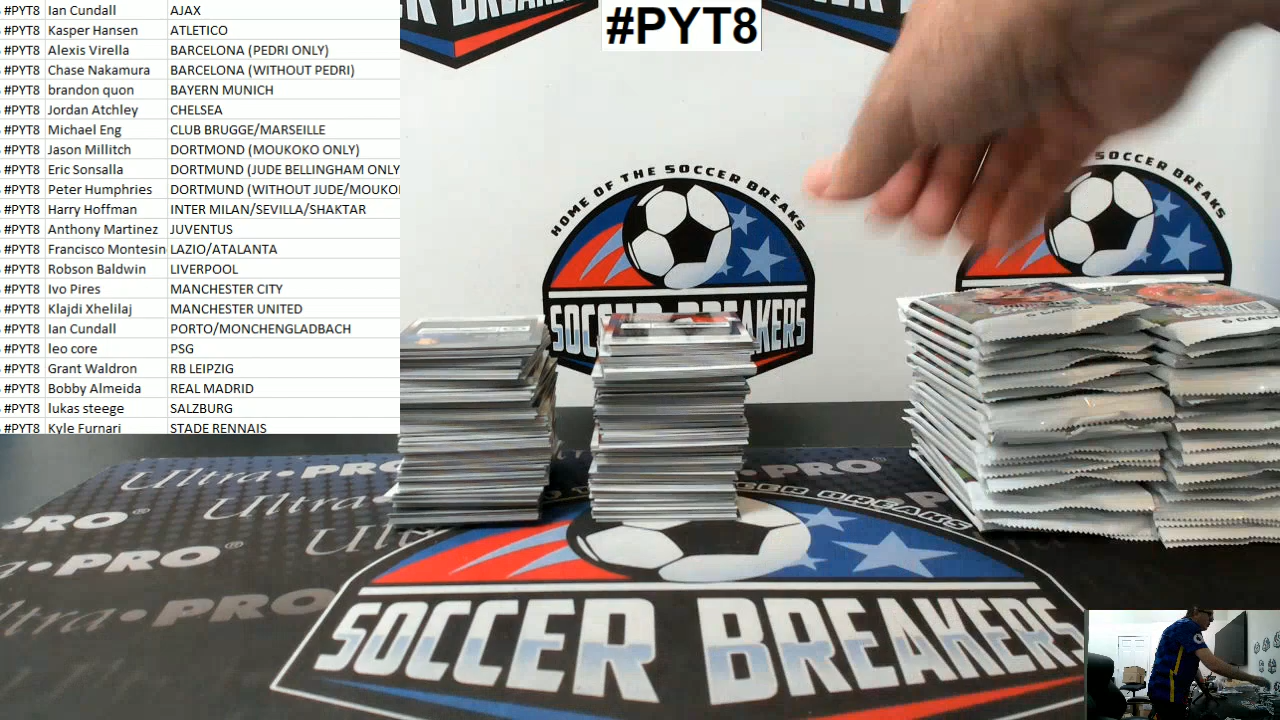 #PYT8 Ian Cundall AJAX
#PYT8 Kasper Hansen ATLETICO
#PYT8 Alexis Virella BARCELONA (PEDRI ONLY)
#PYT8 Chase Nakamura BARCELONA (WITHOUT PEDRI)
#PYT8 brandon quon BAYERN MUNICH
#PYT8 Jordan Atchley CHELSEA
#PYT8 Michael Eng CLUB BRUGGE/MARSEILLE
#PYT8 Jason Millitch DORTMOND (MOUKOKO ONLY)
#PYT8 Eric Sonsalla DORTMUND (JUDE BELLINGHAM ONLY
#PYT8 Peter Humphries DORTMUND (WITHOUT JUDE/MOUKO
#PYT8 Harry Hoffman INTER MILAN/SEVILLA/SHAKTAR
#PYT8 Anthony Martinez JUVENTUS
#PYT8 Francisco Montesin LAZIO/ATALANTA
#PYT8 Robson Baldwin LIVERPOOL
#PYT8 Ivo Pires MANCHESTER CITY
#PYT8 Klajdi Xhelilaj MANCHESTER UNITED
#PYT8 Ian Cundall PORTO/MONCHENGLADBACH
#PYT8 leo core PSG
#PYT8 Grant Waldron RB LEIPZIG
#PYT8 Bobby Almeida REAL MADRID
#PYT8 lukas steege SALZBURG
#PYT8 Kyle Furnari STADE RENNAIS
#PYT8
HOME OF THE SOCCER BREAKS
SOCCER BREAKERS
SOCCER BREAKS
Ultra•PRO®
Ultra
PRO®
PRO®
Ultra•PRO®
PRO®
SOCCER BREAKS
SOCCER BREAKERS